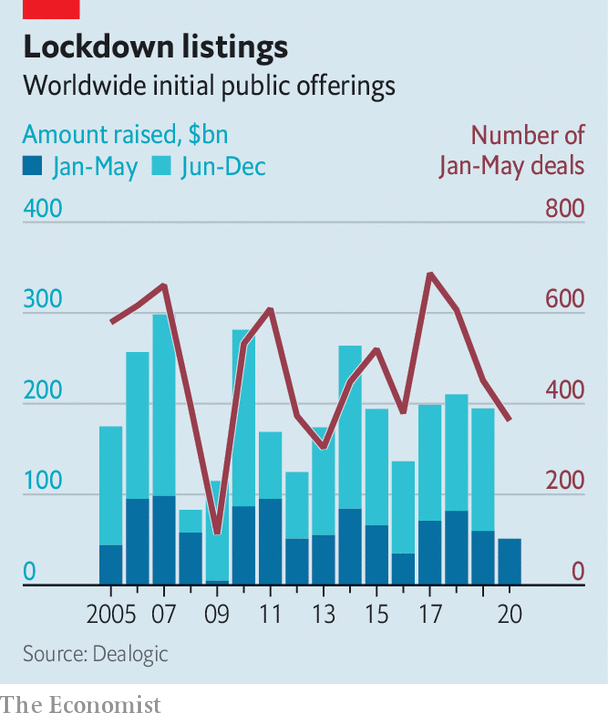 Lockdown listings
Worldwide initial public offerings
Amount raised, $bn
Jan-May Jun-Dec
Number of
Jan-May deals
400 800
300 600
200 400
100 200
0 0
2005 07 09 11 13 15 17 20
Source: Dealogic
The Economist